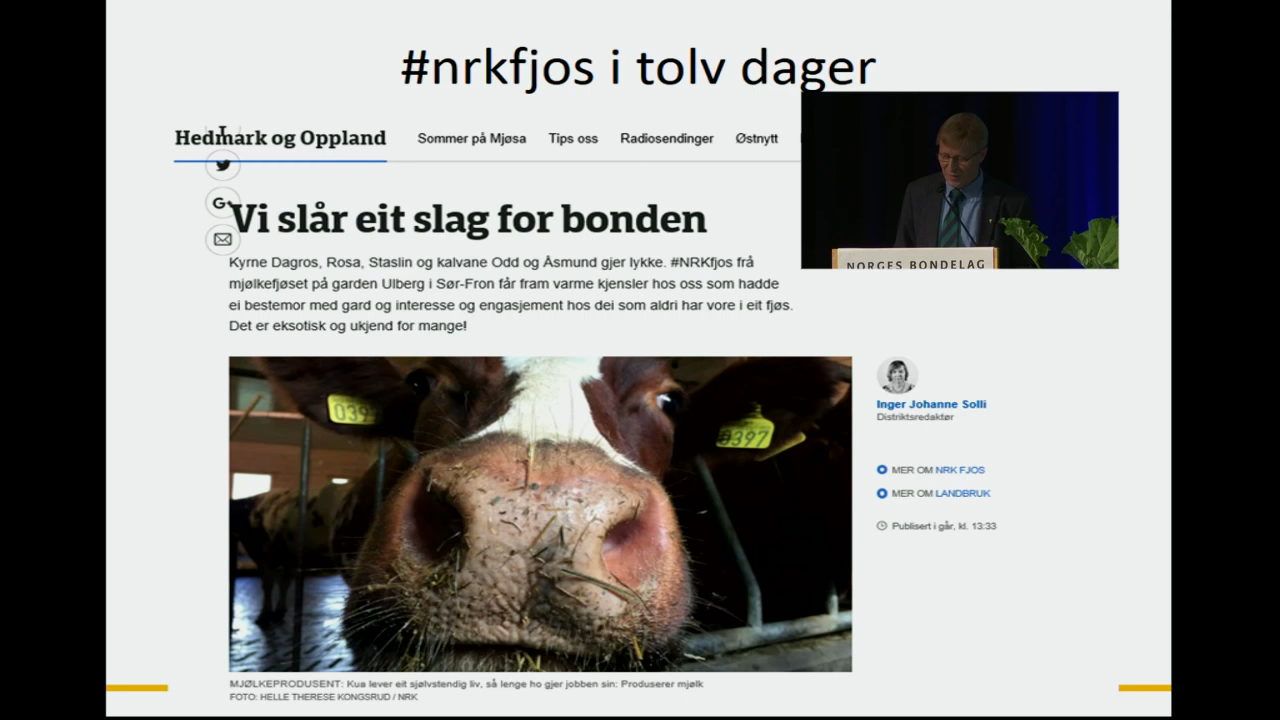 #nrkfjos i tolv dager
Hedmark og Oppland
Sommer på Mjøsa
Tips oss
Radiosendinger
Østnytt
NORGES BONDELAG
G+
Vi slår eit slag for bonden
Kyrne Dagros, Rosa, Staslin og kalvane Odd og Åsmund gjer lykke. #NRKfjos frå
mjølkefjøset på garden Ulberg i Sør-Fron får fram varme kjensler hos oss som hadde
ei bestemor med gard og interesse og engasjement hos dei som aldri har vore i eit fjøs.
Det er eksotisk og ukjend for mange!
0397
Inger Johanne Solli
Distriktsredaktør
MER OM NRK FJOS
MER OM LANDBRUK
Publisert i går, kl. 13:33
MJØLKEPRODUSENT: Kua lever eit sjølvstendig liv, så lenge ho gjer jobben sin: Produserer mjølk
FOTO: HELLE THERESE KONGSRUD / NRK